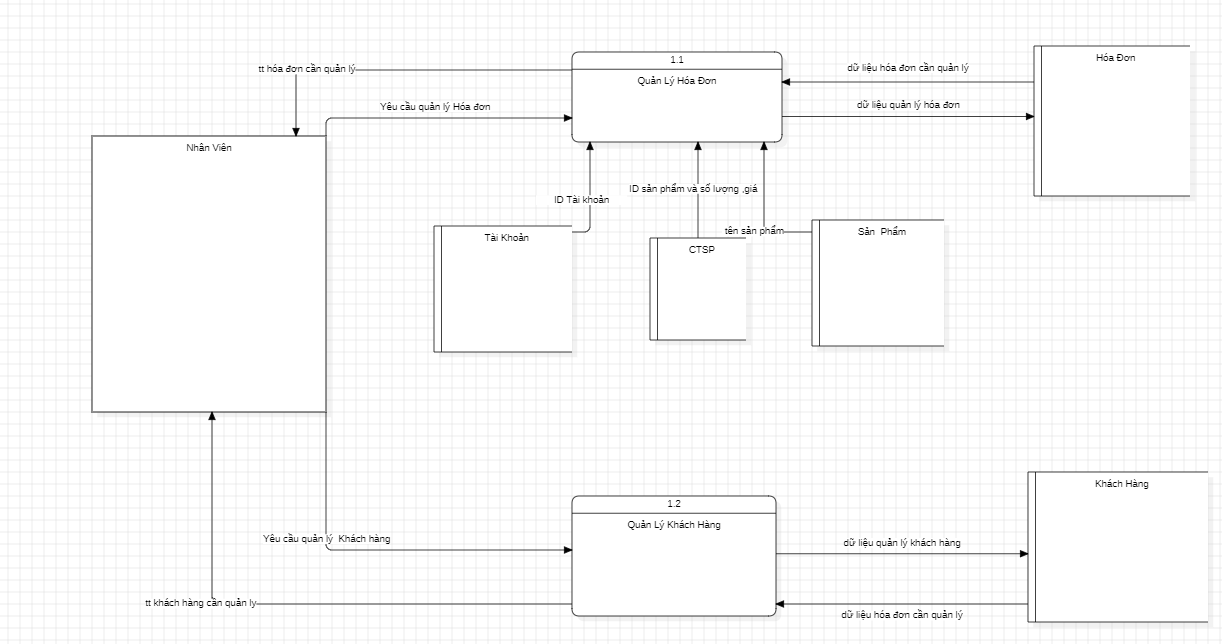 1.1
Hóa Đơn
tt hóa đơn cần quản lý
dữ liệu hóa đơn cần quản lý
Quản Lý Hóa Đơn
Yêu cầu quản lý Hóa đơn
dữ liệu quản lý hóa đơn
Nhân Viên
ID Tài khoản
ID sản phẩm và số lượng ,giá
tên sản phẩm
Tài Khoản
CTSP
Sản Phẩm
1.2
Khách Hàng
Quản Lý Khách Hàng
Yêu cầu quản lý Khách hàng
dữ liệu quản lý khách hàng
tt khách hàng cần quản ly
dữ liệu hóa đơn cần quản lý